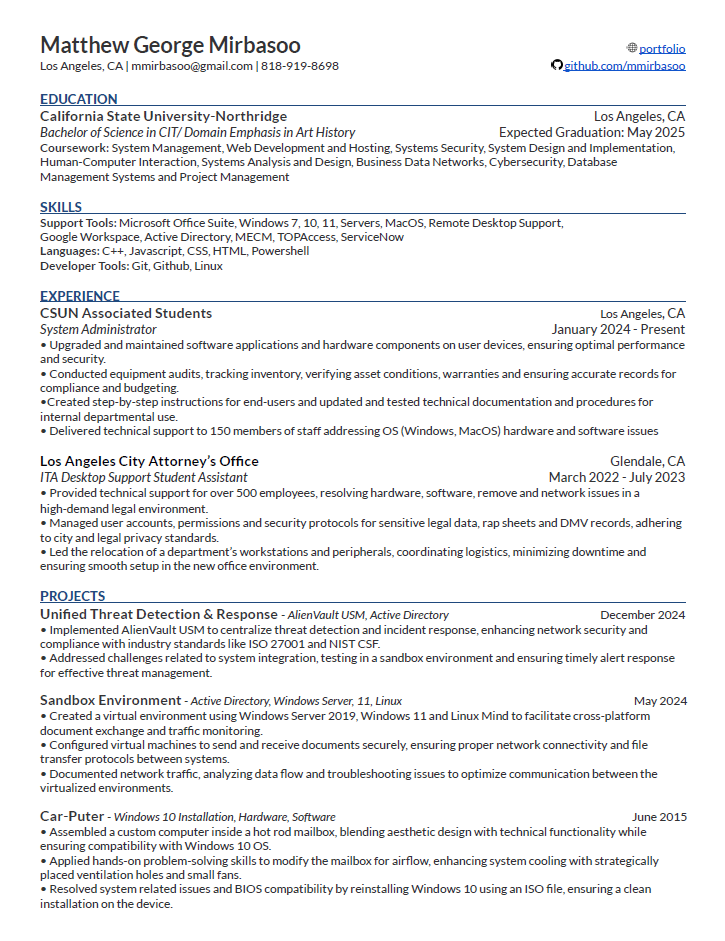 Matthew George Mirbasoo
portfolio
Los Angeles, CA | mmirbasoo@gmail.com | 818-919-8698
github.com/mmirbasoo
EDUCATION
California State University-Northridge Los Angeles, CA
Bachelor of Science in CIT/ Domain Emphasis in Art History Expected Graduation: May 2025
Coursework: System Management, Web Development and Hosting, Systems Security, System Design and Implementation,
Human-Computer Interaction, Systems Analysis and Design, Business Data Networks, Cybersecurity, Database
Management Systems and Project Management
SKILLS
Support Tools: Microsoft Office Suite, Windows 7, 10, 11, Servers, MacOS, Remote Desktop Support,
Google Workspace, Active Directory, MECM, TOPAccess, ServiceNow
Languages: C++, Javascript, CSS, HTML, Powershell
Developer Tools: Git, Github, Linux
EXPERIENCE
CSUN Associated Students Los Angeles, CA
System Administrator January 2024 - Present
• Upgraded and maintained software applications and hardware components on user devices, ensuring optimal performance
and security.
• Conducted equipment audits, tracking inventory, verifying asset conditions, warranties and ensuring accurate records for
compliance and budgeting.
•Created step-by-step instructions for end-users and updated and tested technical documentation and procedures for
internal departmental use.
• Delivered technical support to 150 members of staff addressing OS (Windows, MacOS) hardware and software issues
Los Angeles City Attorney's Office Glendale, CA
ITA Desktop Support Student Assistant March 2022 - July 2023
• Provided technical support for over 500 employees, resolving hardware, software, remove and network issues in a
high-demand legal environment.
• Managed user accounts, permissions and security protocols for sensitive legal data, rap sheets and DMV records, adhering
to city and legal privacy standards.
• Led the relocation of a department's workstations and peripherals, coordinating logistics, minimizing downtime and
ensuring smooth setup in the new office environment.
PROJECTS
Unified Threat Detection & Response - AlienVault USM, Active Directory December 2024
• Implemented AlienVault USM to centralize threat detection and incident response, enhancing network security and
compliance with industry standards like ISO 27001 and NIST CSF.
• Addressed challenges related to system integration, testing in a sandbox environment and ensuring timely alert response
for effective threat management.
Sandbox Environment - Active Directory, Windows Server, 11, Linux May 2024
• Created a virtual environment using Windows Server 2019, Windows 11 and Linux Mind to facilitate cross-platform
document exchange and traffic monitoring.
• Configured virtual machines to send and receive documents securely, ensuring proper network connectivity and file
transfer protocols between systems.
• Documented network traffic, analyzing data flow and troubleshooting issues to optimize communication between the
virtualized environments.
Car-Puter - Windows 10 Installation, Hardware, Software June 2015
• Assembled a custom computer inside a hot rod mailbox, blending aesthetic design with technical functionality while
ensuring compatibility with Windows 10 OS.
• Applied hands-on problem-solving skills to modify the mailbox for airflow, enhancing system cooling with strategically
placed ventilation holes and small fans.
• Resolved system related issues and BIOS compatibility by reinstalling Windows 10 using an ISO file, ensuring a clean
installation on the device.